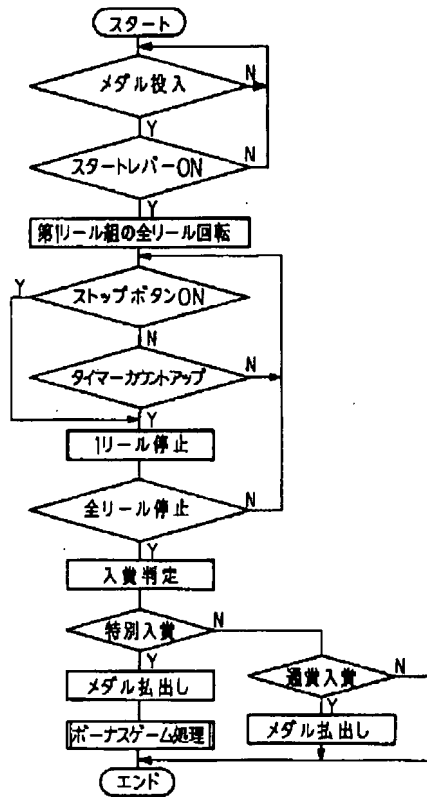 スタート
メダル投入
N
Y
スタートレバーON
N
Y
第1リール組の全リール回転
Y
ストップボタンON
N
タイマーカウントアップ
N
Y
1リール停止
全リール停止
N
Y
入賞判定
特別入賞
N
Y
メダル払出し
通賞入賞
N
Y
メダル払出し
ボーナスゲーム処理
エンド